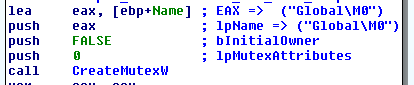 lea eax, [ebp+Name] ; EAX => ("Global\M0")
push eax ; lpName => ("Global\M0")
push FALSE ; bInitialOwner
push 0 ; lpMutexAttributes
call CreateMutexW